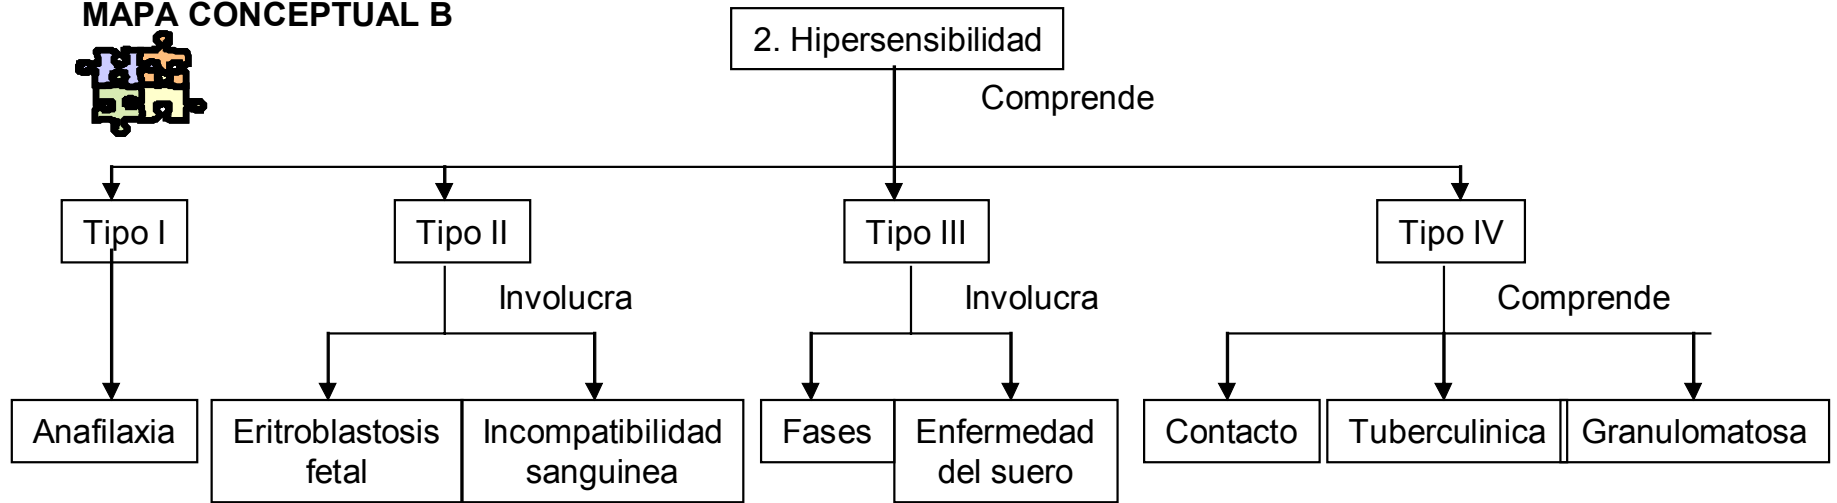 MAPA CONCEPTUAL B
2. Hipersensibilidad
Comprende
Tipo I
Tipo II
Tipo III
Tipo IV
Involucra
Involucra
Comprende
Anafilaxia
Eritroblastosis
fetal
Incompatibilidad
sanguinea
Fases
Enfermedad
del suero
Contacto
Tuberculinica
Granulomatosa